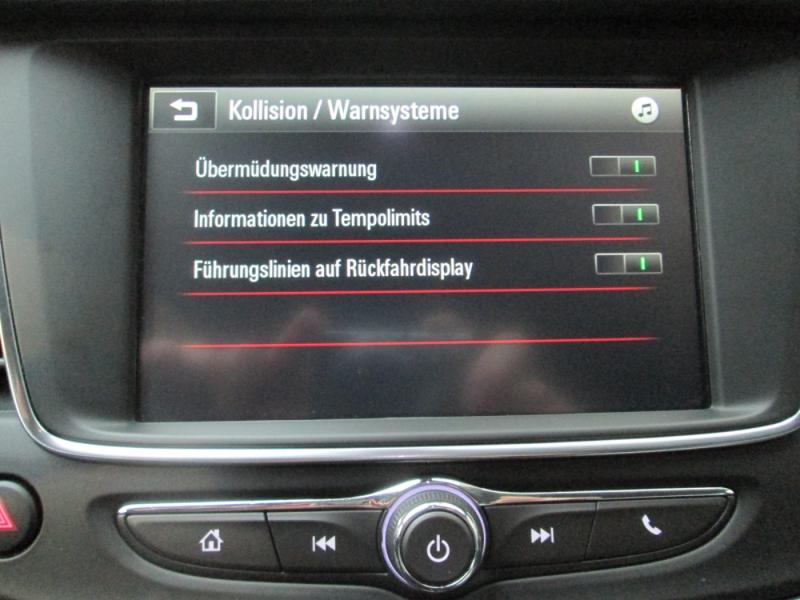 Kollision / Warnsysteme
Übermüdungswarnung
Informationen zu Tempolimits
Führungslinien auf Rückfahrdisplay